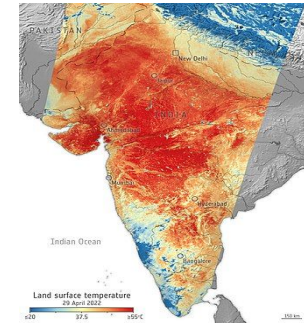 PAKISTAN
New Delhi
INDIA
Ahmedabad
Mumbai
Hyderabad
Indian Ocean
Bangalore
Land surface temperature
29 April 2022
≤20 37.5 ≥55°C
150 km